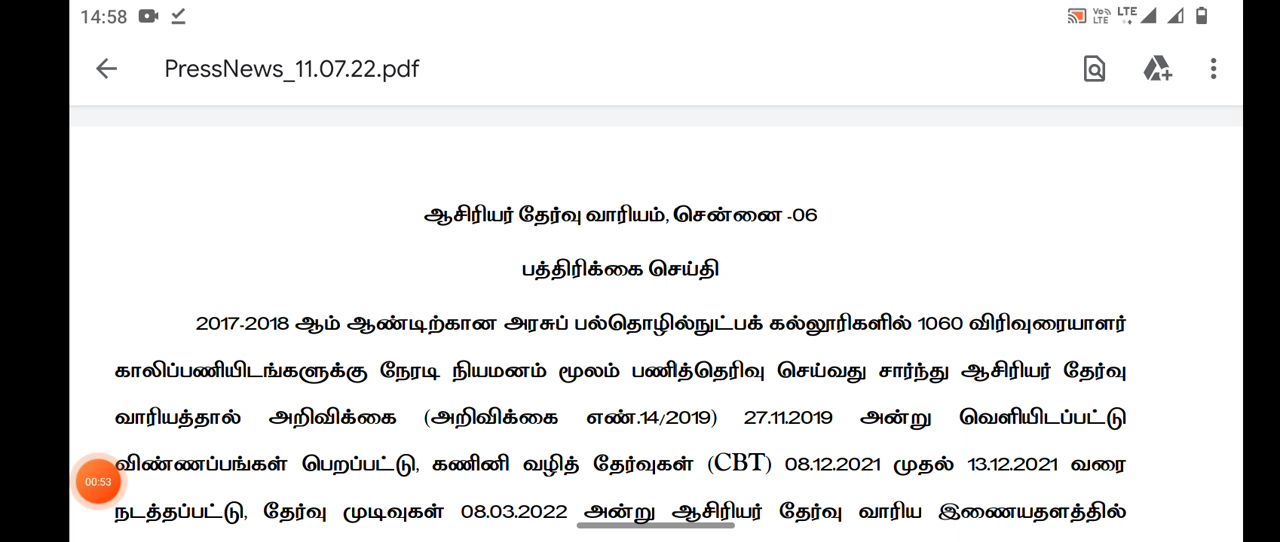 14:58
Vo LTE
LTE
PressNews_11.07.22.pdf
ஆசிரியர் தேர்வு வாரியம், சென்னை -06
பத்திரிக்கை செய்தி
2017-2018 ஆம் ஆண்டிற்கான அரசுப் பல்தொழில்நுட்பக் கல்லூரிகளில் 1060 விரிவுரையாளர்
காலிப்பணியிடங்களுக்கு நேரடி நியமனம் மூலம் பணித்தெரிவு செய்வது சார்ந்து ஆசிரியர் தேர்வு
வாரியத்தால் அறிவிக்கை (அறிவிக்கை எண்.14/2019) 27.11.2019 அன்று வெளியிடப்பட்டு
விண்ணப்பங்கள் பெறப்பட்டு, கணினி வழித் தேர்வுகள் (CBT) 08.12.2021 முதல் 13.12.2021 வரை
00:53
நடத்தப்பட்டு, தேர்வு முடிவுகள் 08.03.2022 அன்று ஆசிரியர் தேர்வு வாரிய இணையதளத்தில்